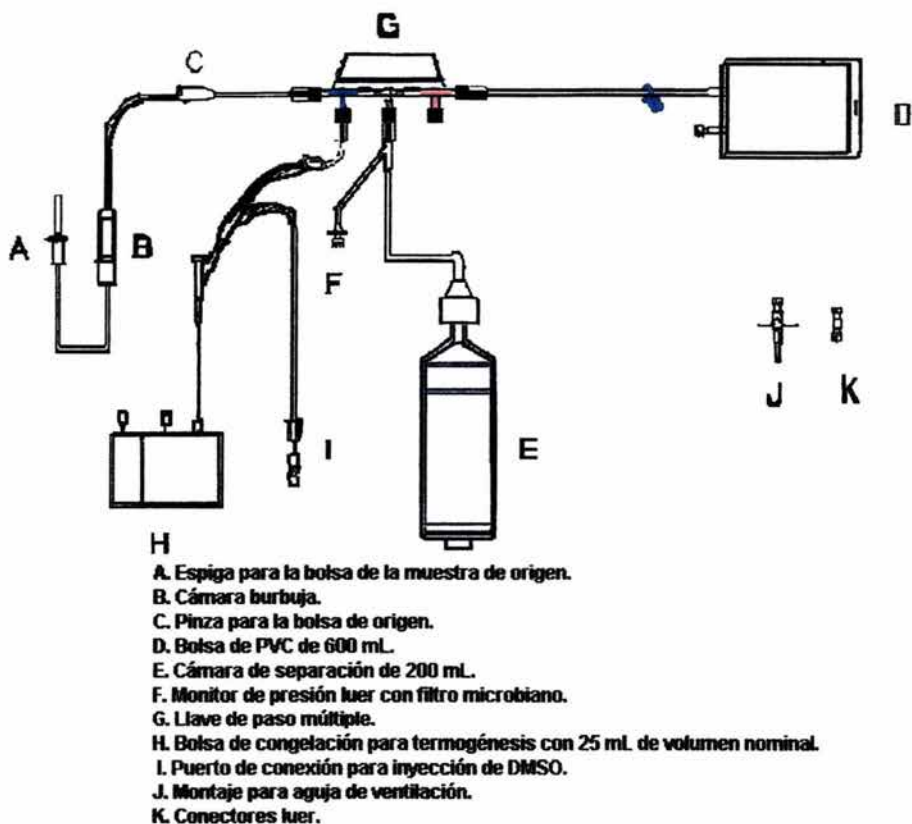 G
C
D
A
B
F
J
K
I
E
H
A. Espiga para la bolsa de la muestra de origen.
B. Cámara burbuja.
C. Pinza para la bolsa de origen.
D. Bolsa de PVC de 600 mL.
E. Cámara de separación de 200 mL.
F. Monitor de presión luer con filtro microbiano.
G. Llave de paso múltiple.
H. Bolsa de congelación para termogénesis con 25 mL de volumen nominal.
I. Puerto de conexión para inyección de DMSO.
J. Montaje para aguja de ventilación.
K. Conectores luer.